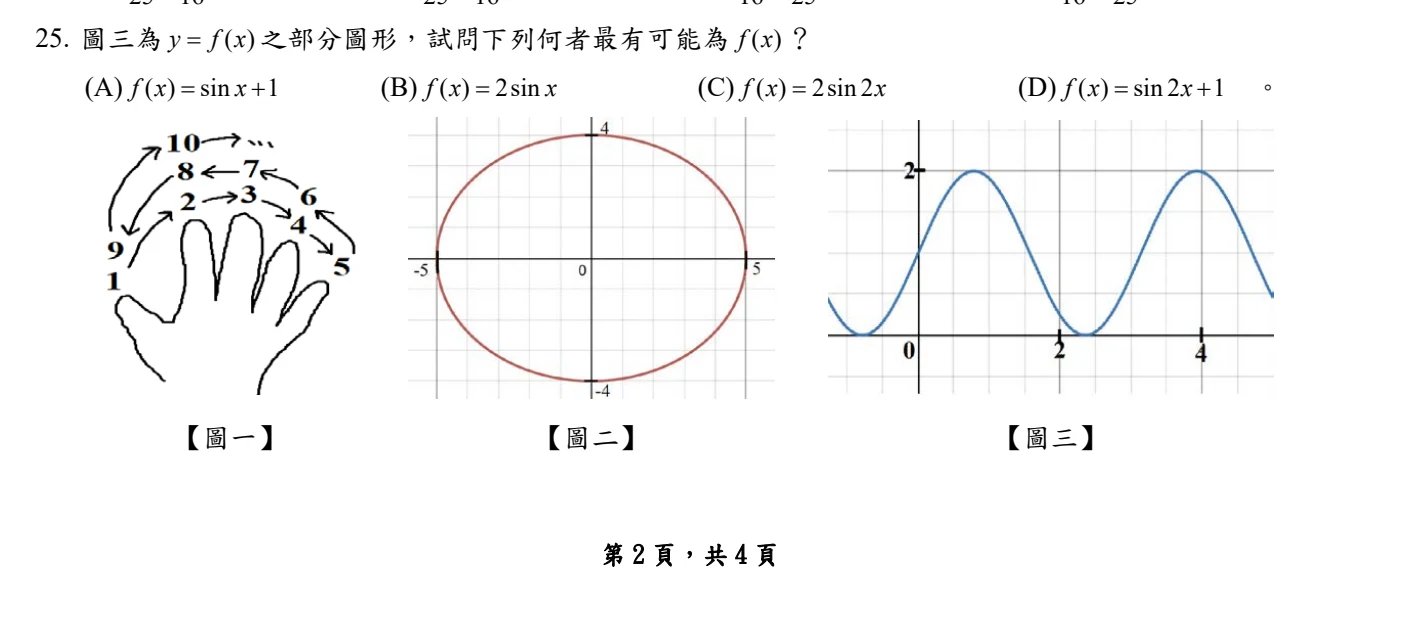 25. 圖三為 y = f(x) 之部分圖形，試問下列何者最有可能為 f(x)？
(A) f(x) = sin x + 1 (B) f(x) = 2 sin x (C) f(x) = 2 sin 2x (D) f(x) = sin 2x + 1 。
10 ...
8 7
2 3 6
4
9
1 5
4
-5 0 5
-4
2
0 2 4
【圖一】 【圖二】 【圖三】
第 2 頁，共 4 頁